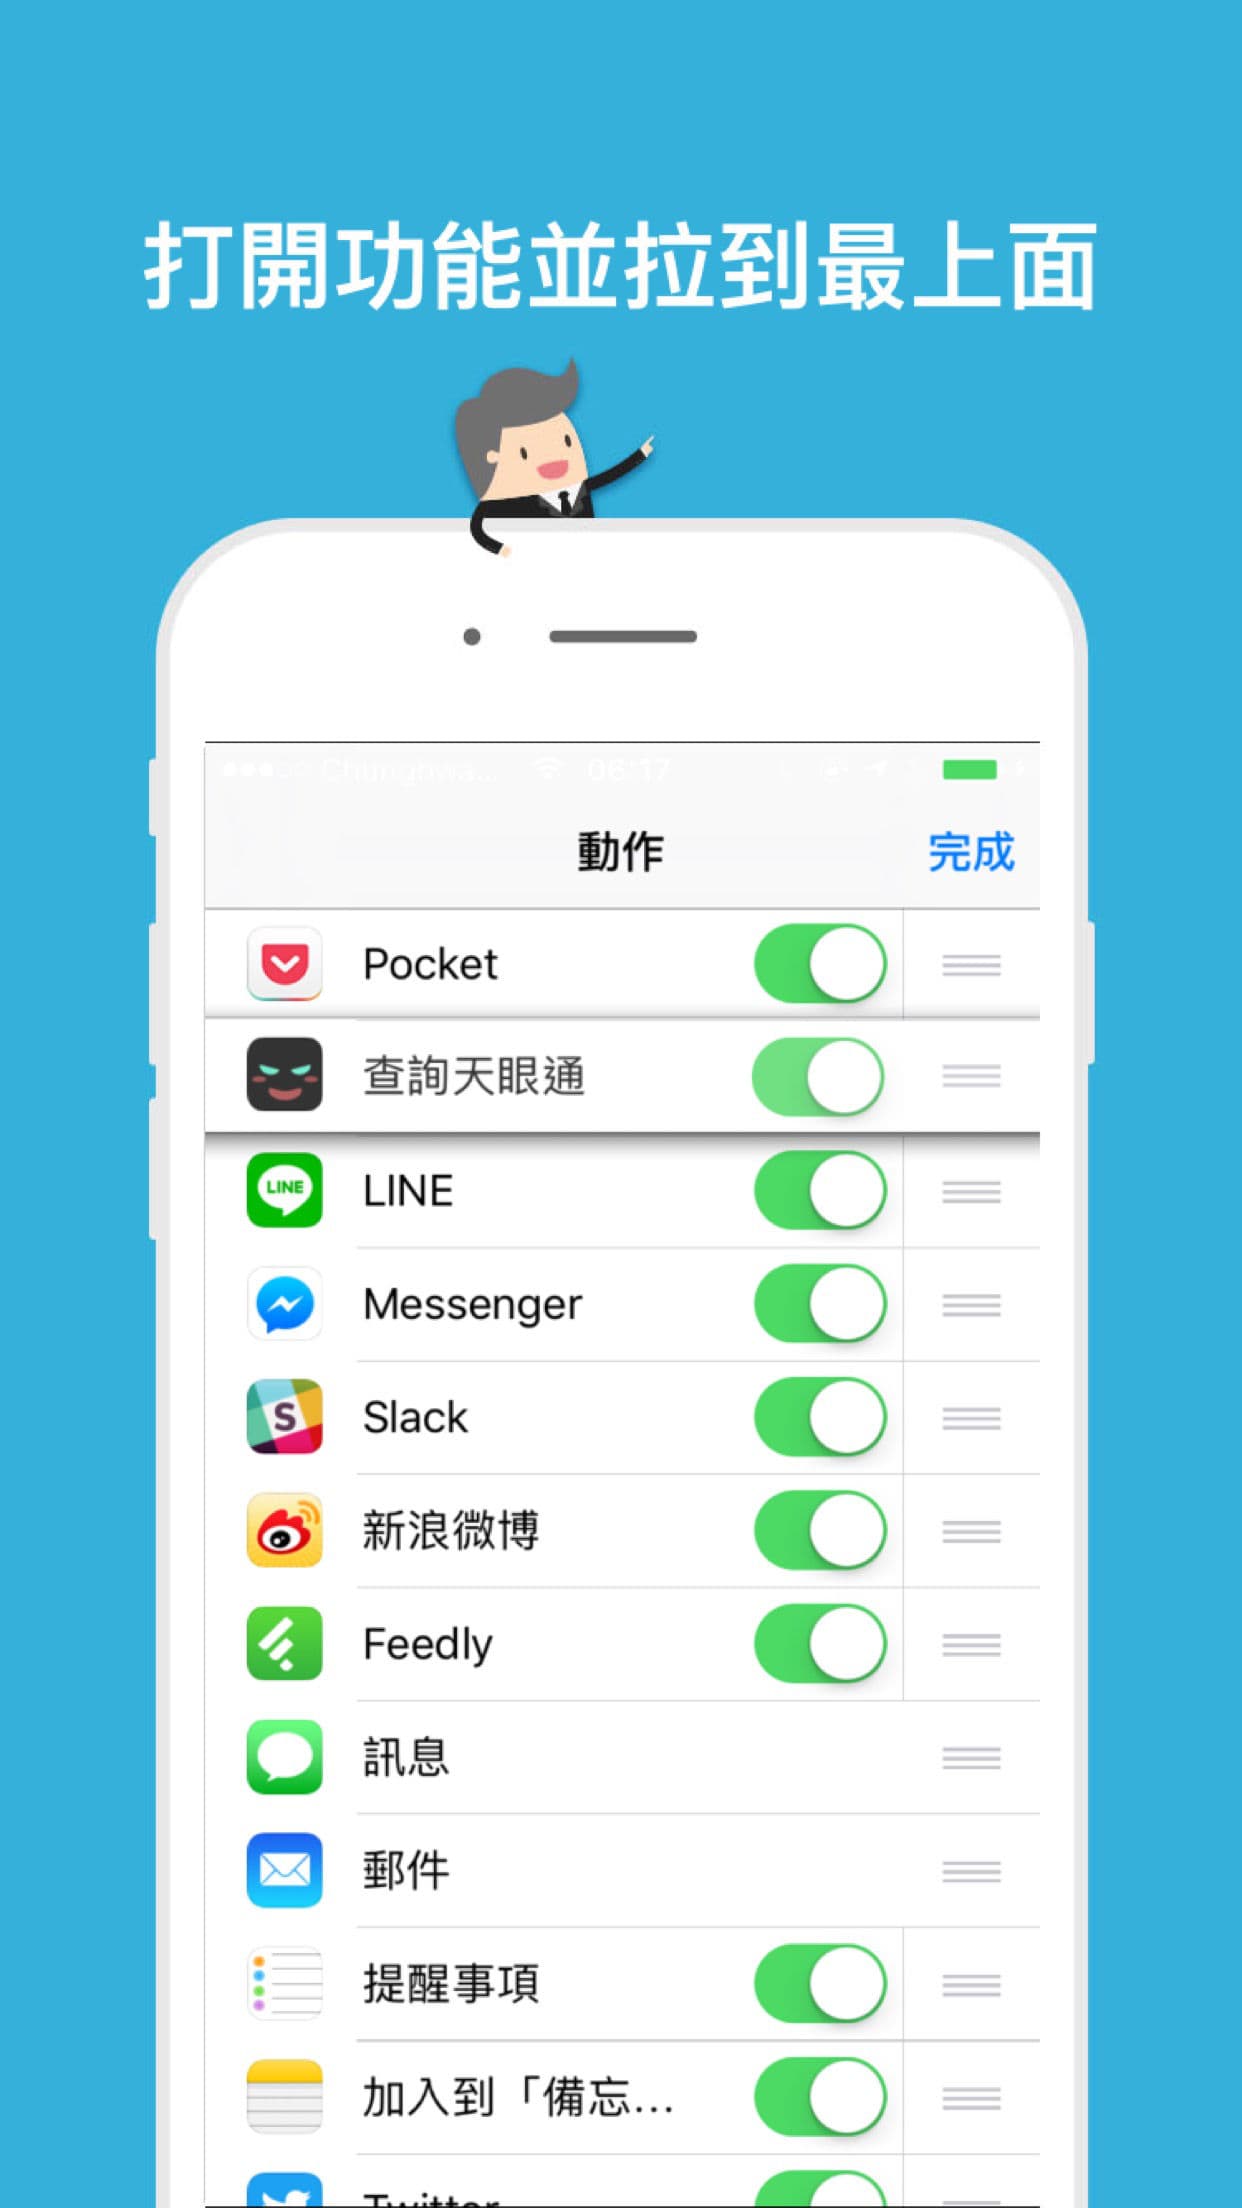 打開功能並拉到最上面
Chunghwa... 06:17
動作 完成
Pocket
查詢天眼通
LINE LINE
Messenger
S Slack
新浪微博
Feedly
訊息
郵件
提醒事項
加入到「備忘...
Twitter